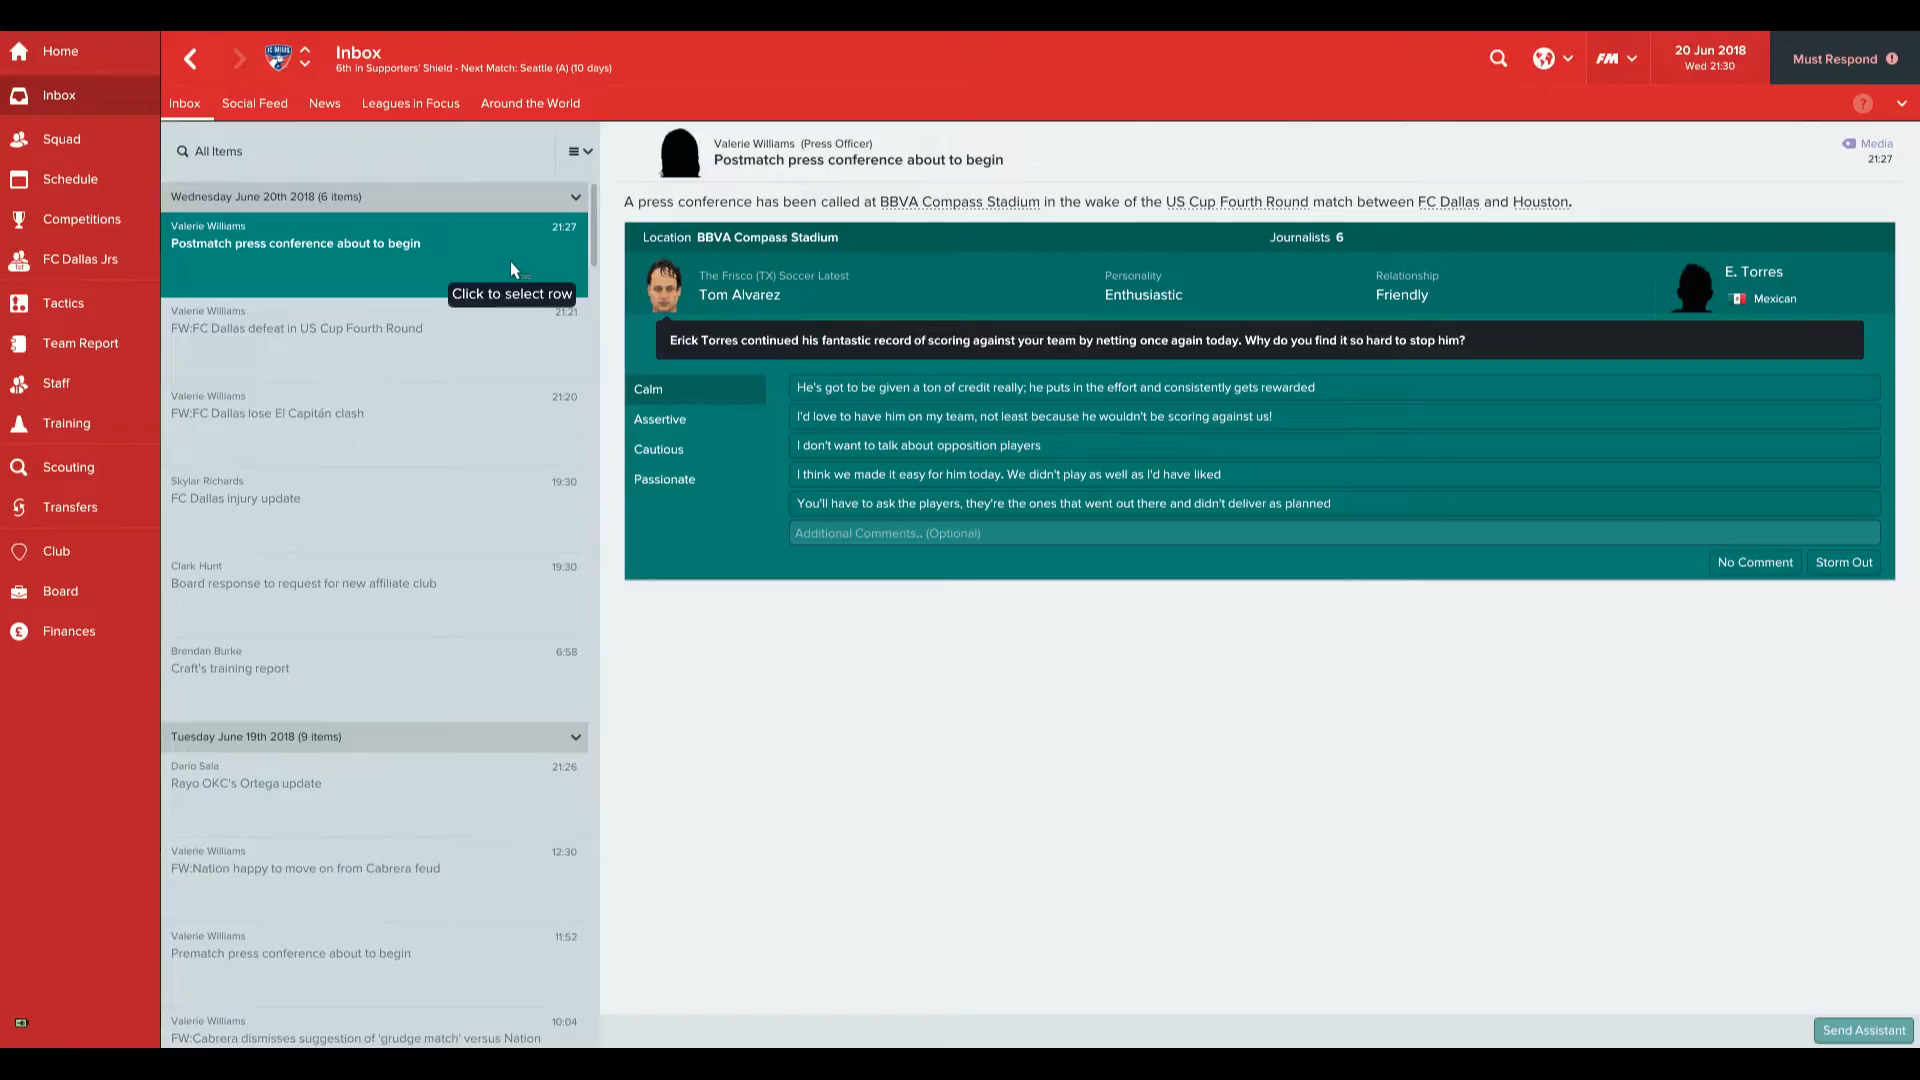 Home
Inbox
Squad
Schedule
Competitions
FC Dallas Jrs
Tactics
Team Report
Staff
Training
Scouting
Transfers
Club
Board
Finances
Inbox
6th in Supporters' Shield - Next Match: Seattle (A) (10 days)
FM
20 Jun 2018
Wed 21:30
Must Respond
Inbox Social Feed News Leagues in Focus Around the World
All Items
Wednesday June 20th 2018 (6 items)
Valerie Williams 21:27
Postmatch press conference about to begin
Click to select row
Valerie Williams 21:21
FW:FC Dallas defeat in US Cup Fourth Round
Valerie Williams 21:20
FW:FC Dallas lose El Capitán clash
Skylar Richards 19:30
FC Dallas injury update
Clark Hunt 19:30
Board response to request for new affiliate club
Brendan Burke 6:58
Craft's training report
Tuesday June 19th 2018 (9 items)
Dario Sala 21:26
Rayo OKC's Ortega update
Valerie Williams 12:30
FW:Nation happy to move on from Cabrera feud
Valerie Williams 11:52
Prematch press conference about to begin
Valerie Williams 10:04
FW:Cabrera dismisses suggestion of 'grudge match' versus Nation
Valerie Williams (Press Officer)
Postmatch press conference about to begin
Media
21:27
A press conference has been called at BBVA Compass Stadium in the wake of the US Cup Fourth Round match between FC Dallas and Houston.
Location BBVA Compass Stadium Journalists 6
The Frisco (TX) Soccer Latest
Tom Alvarez
Personality
Enthusiastic
Relationship
Friendly
E. Torres
Mexican
Erick Torres continued his fantastic record of scoring against your team by netting once again today. Why do you find it so hard to stop him?
Calm
Assertive
Cautious
Passionate
He's got to be given a ton of credit really; he puts in the effort and consistently gets rewarded
I'd love to have him on my team, not least because he wouldn't be scoring against us!
I don't want to talk about opposition players
I think we made it easy for him today. We didn't play as well as I'd have liked
You'll have to ask the players, they're the ones that went out there and didn't deliver as planned
Additional Comments.. (Optional)
No Comment Storm Out
Send Assistant